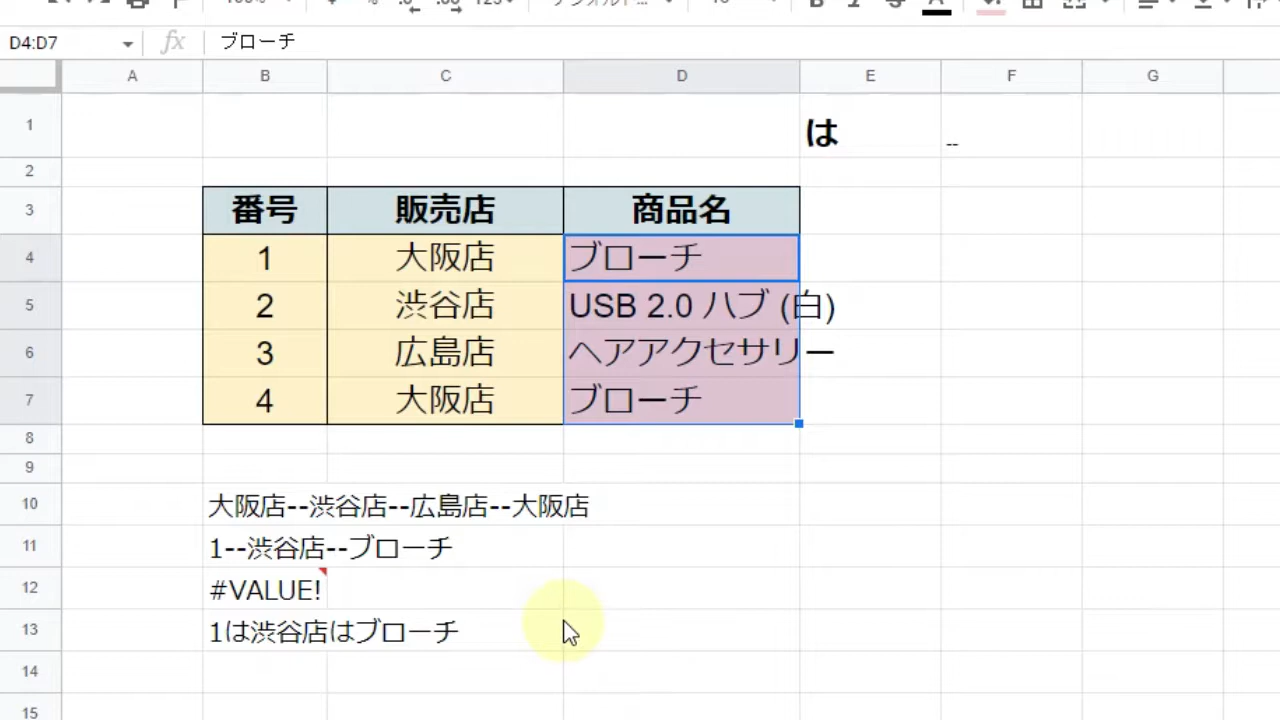 D4:D7 fx ブローチ
A B C D E F G
1 は --
2
3 番号 販売店 商品名
4 1 大阪店 ブローチ
5 2 渋谷店 USB 2.0 ハブ (白)
6 3 広島店 ヘアアクセサリー
7 4 大阪店 ブローチ
8
9
10 大阪店--渋谷店--広島店--大阪店
11 1--渋谷店--ブローチ
12 #VALUE!
13 1は渋谷店はブローチ
14
15